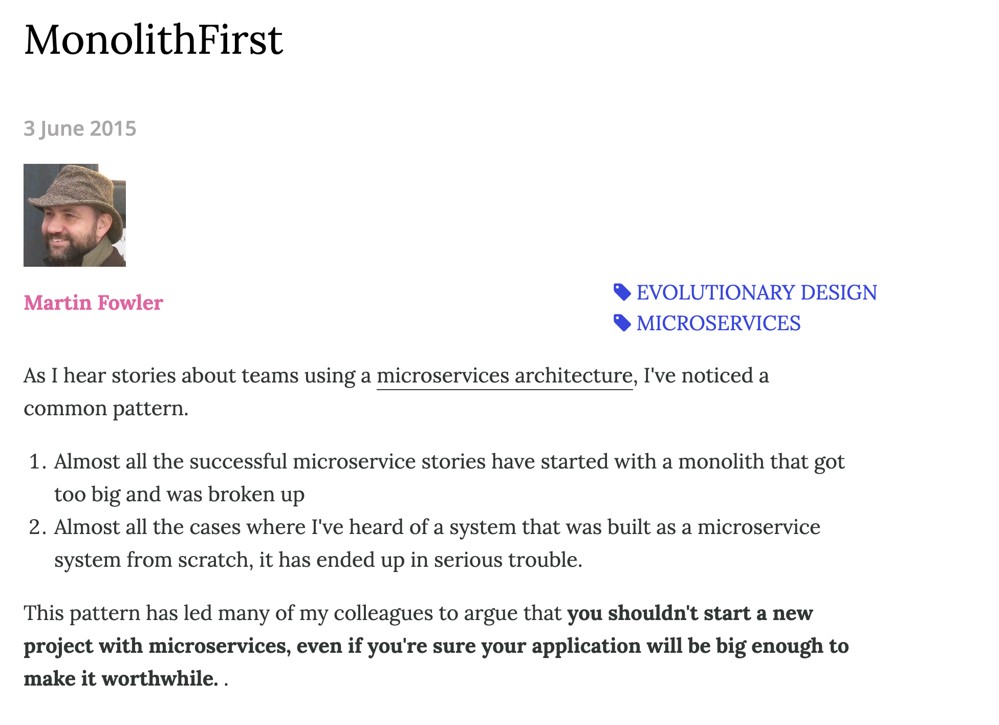 MonolithFirst
3 June 2015
Martin Fowler
EVOLUTIONARY DESIGN
MICROSERVICES
As I hear stories about teams using a microservices architecture, I've noticed a
common pattern.
1. Almost all the successful microservice stories have started with a monolith that got
too big and was broken up
2. Almost all the cases where I've heard of a system that was built as a microservice
system from scratch, it has ended up in serious trouble.
This pattern has led many of my colleagues to argue that you shouldn't start a new
project with microservices, even if you're sure your application will be big enough to
make it worthwhile. .